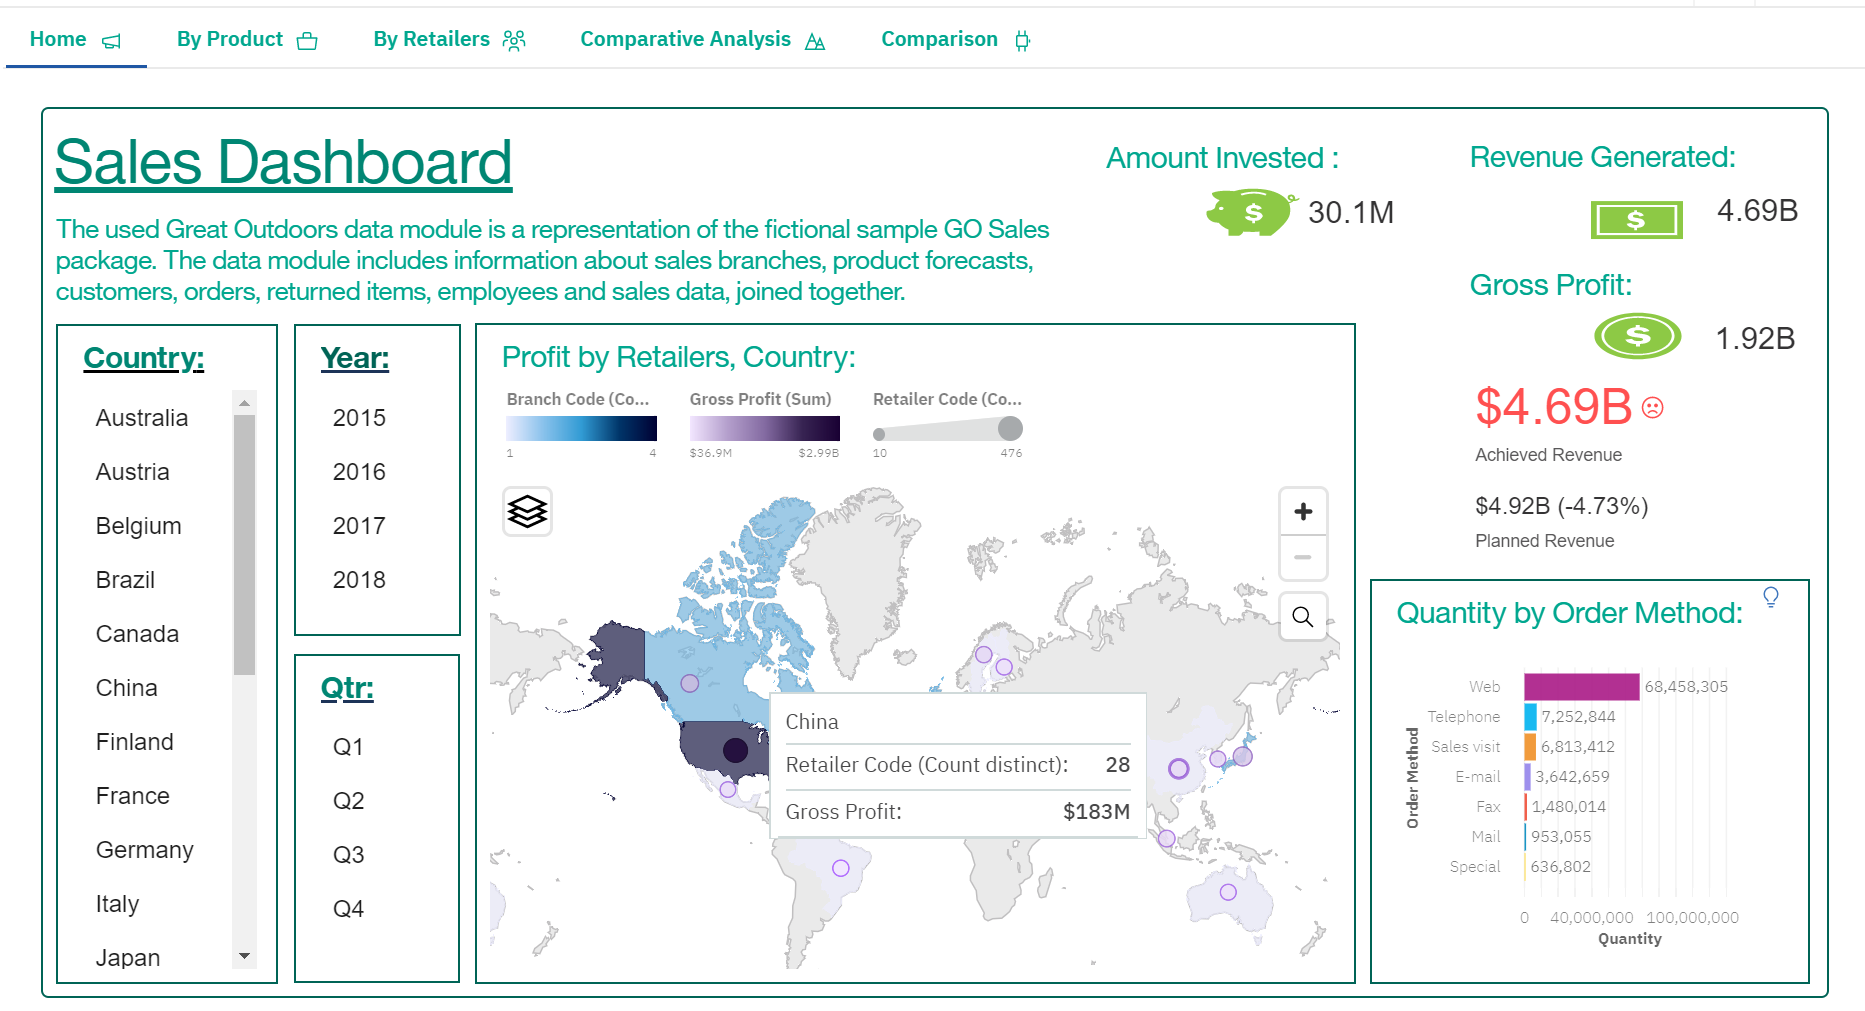 Home
By Product
By Retailers
Comparative Analysis
Comparison
Sales Dashboard
The used Great Outdoors data module is a representation of the fictional sample GO Sales
package. The data module includes information about sales branches, product forecasts,
customers, orders, returned items, employees and sales data, joined together.
Amount Invested :
$
30.1M
Revenue Generated:
$
4.69B
Gross Profit:
$
1.92B
$4.69B
Achieved Revenue
$4.92B (-4.73%)
Planned Revenue
Country:
Australia
Austria
Belgium
Brazil
Canada
China
Finland
France
Germany
Italy
Japan
Year:
2015
2016
2017
2018
Qtr:
Q1
Q2
Q3
Q4
Profit by Retailers, Country:
Branch Code (Co...
1 4
Gross Profit (Sum)
$36.9M $2.99B
Retailer Code (Co...
10 476
China
Retailer Code (Count distinct): 28
Gross Profit: $183M
Quantity by Order Method:
Order Method
Web 68,458,305
Telephone 7,252,844
Sales visit 6,813,412
E-mail 3,642,659
Fax 1,480,014
Mail 953,055
Special 636,802
0 40,000,000 100,000,000
Quantity